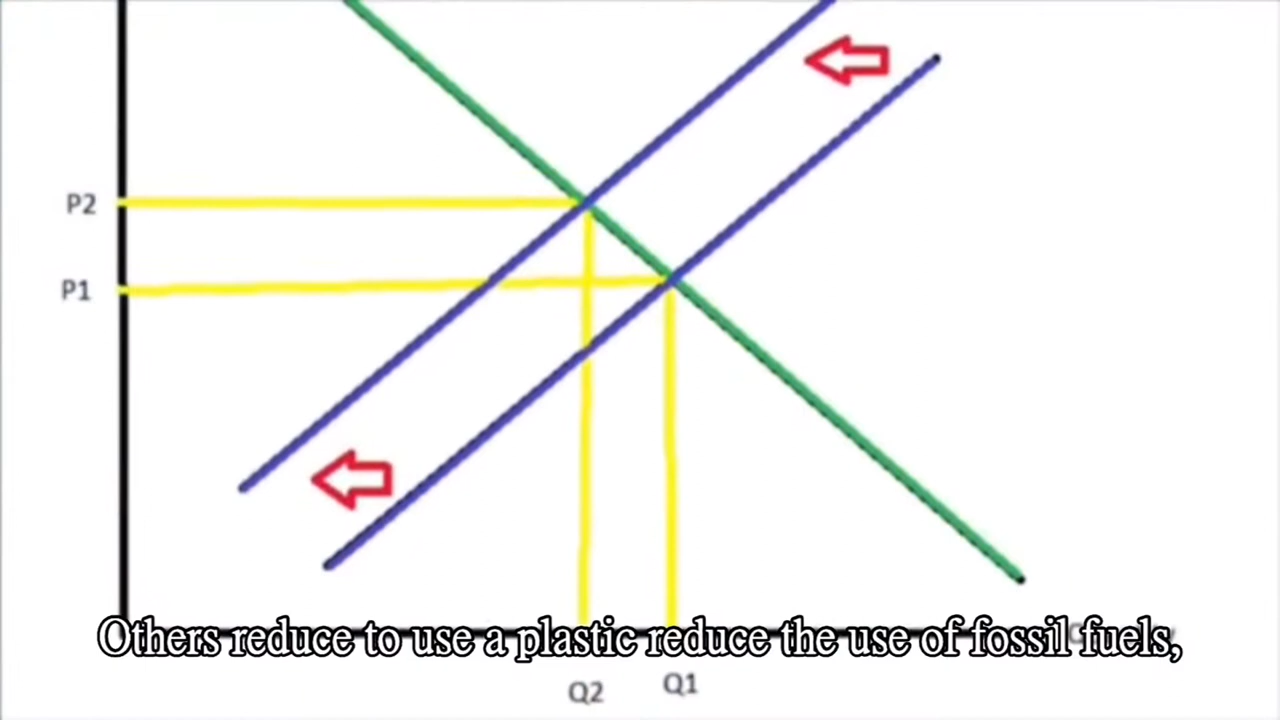 P2
P1
Others reduce to use a plastic reduce the use of fossil fuels,
Q2
Q1